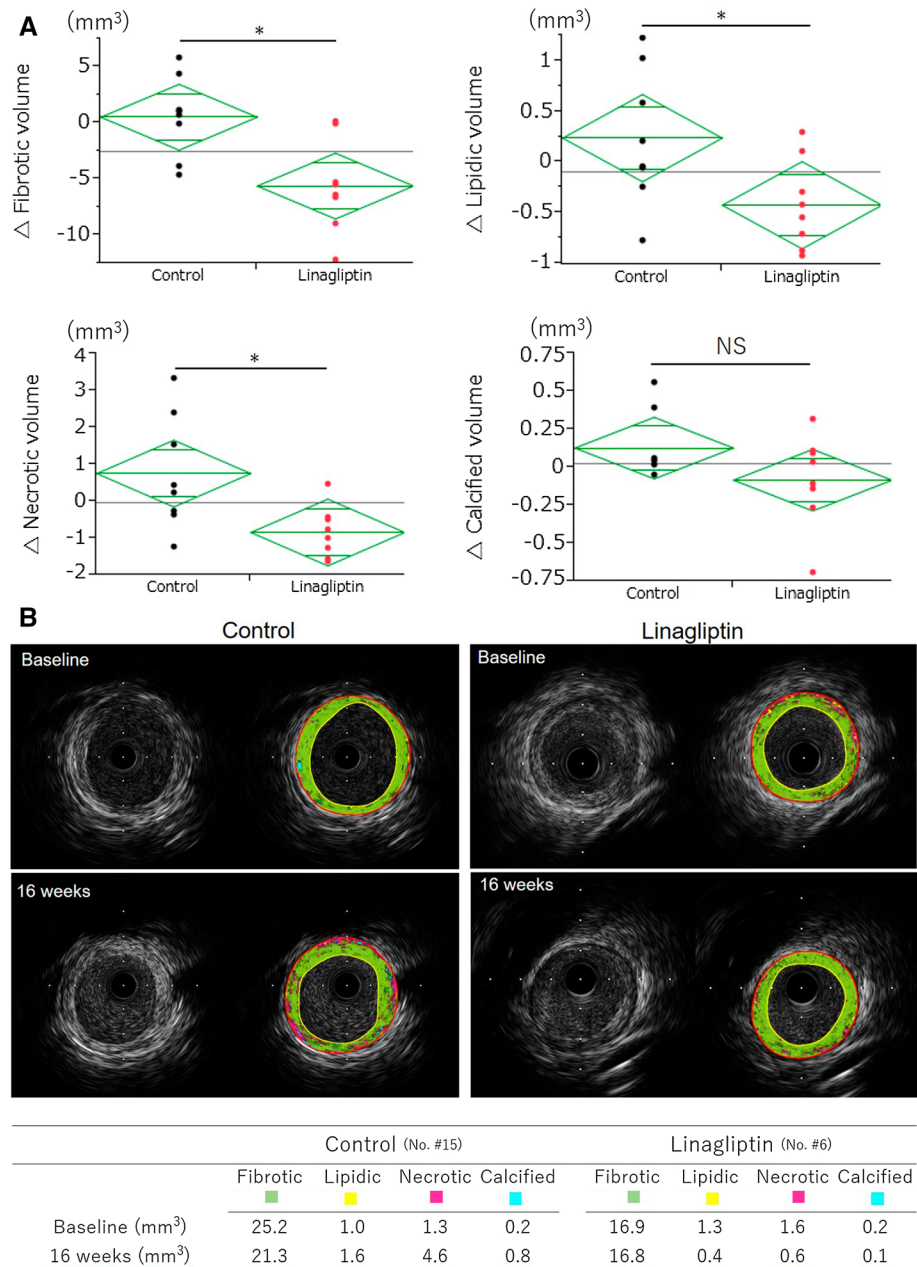 A
(mm³)
*
△ Fibrotic volume
5
0
-5
-10
Control Linagliptin
(mm³)
*
△ Lipidic volume
1
0.5
0
-0.5
-1
Control Linagliptin
(mm³)
*
△ Necrotic volume
4
3
2
1
0
-1
-2
Control Linagliptin
(mm³)
NS
△ Calcified volume
0.75
0.5
0.25
0
-0.25
-0.5
-0.75
Control Linagliptin
B
Control Linagliptin
Baseline Baseline
16 weeks 16 weeks
Control (No. #15) Linagliptin (No. #6)
Fibrotic Lipidic Necrotic Calcified Fibrotic Lipidic Necrotic Calcified
Baseline (mm³) 25.2 1.0 1.3 0.2 16.9 1.3 1.6 0.2
16 weeks (mm³) 21.3 1.6 4.6 0.8 16.8 0.4 0.6 0.1